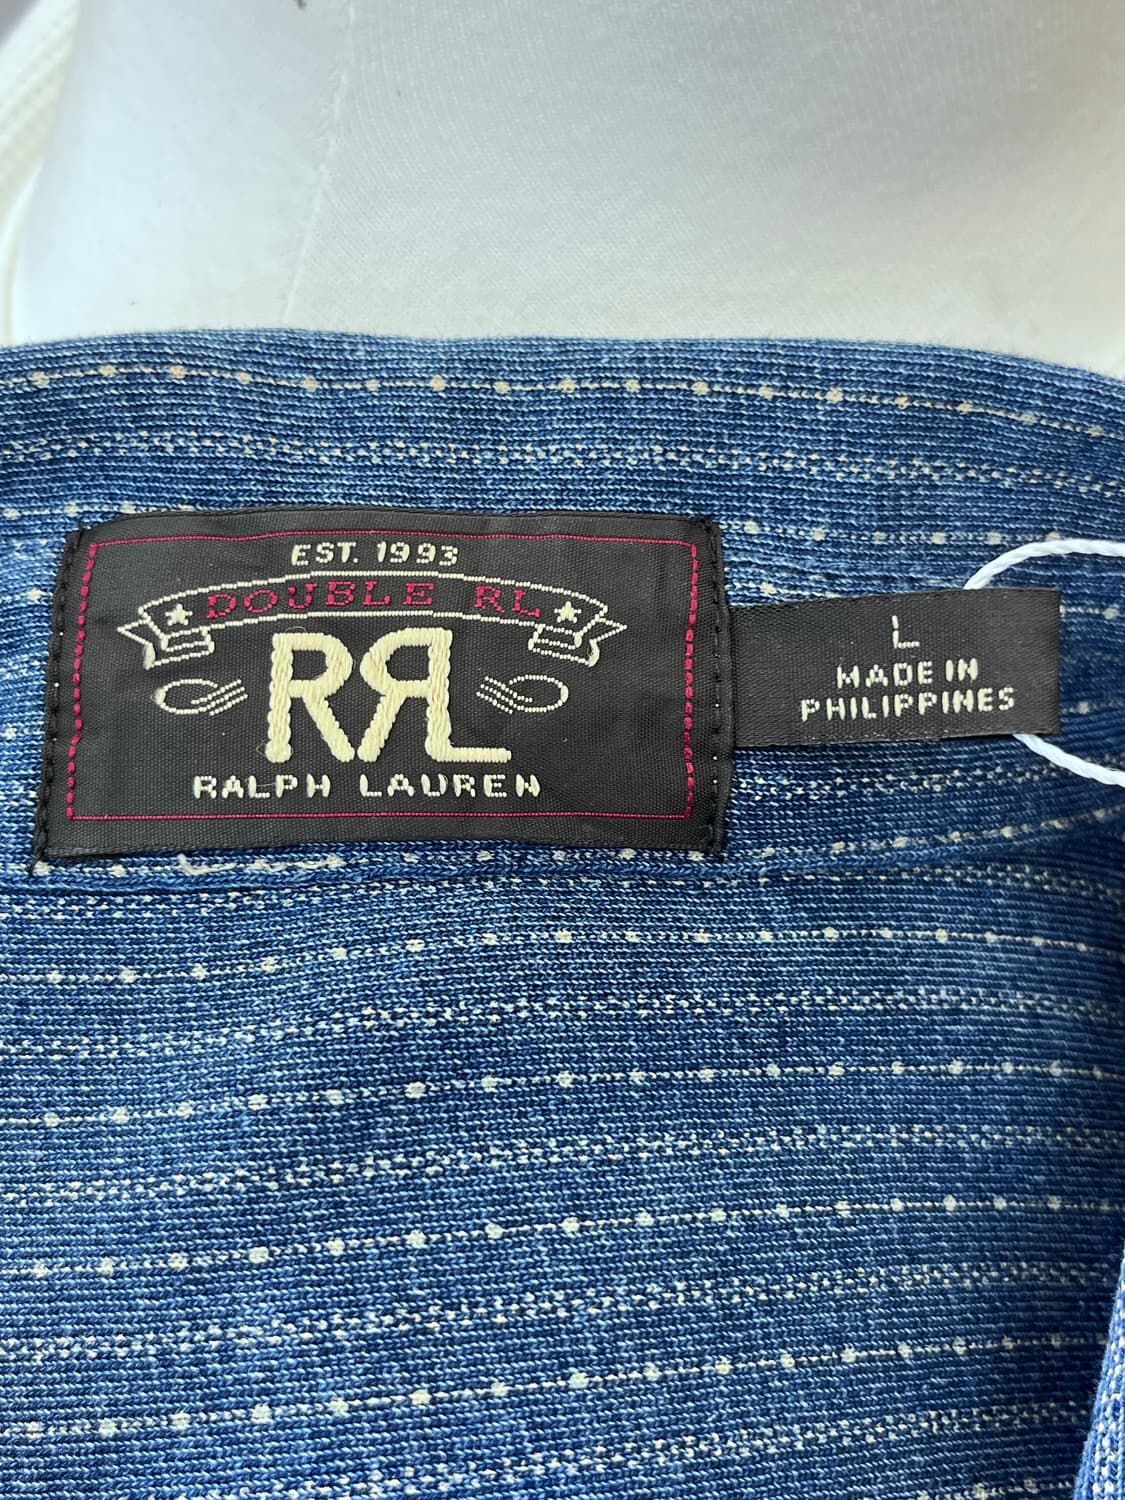 EST. 1993
DOUBLE RL
RRL
RALPH LAUREN
L
MADE IN
PHILIPPINES